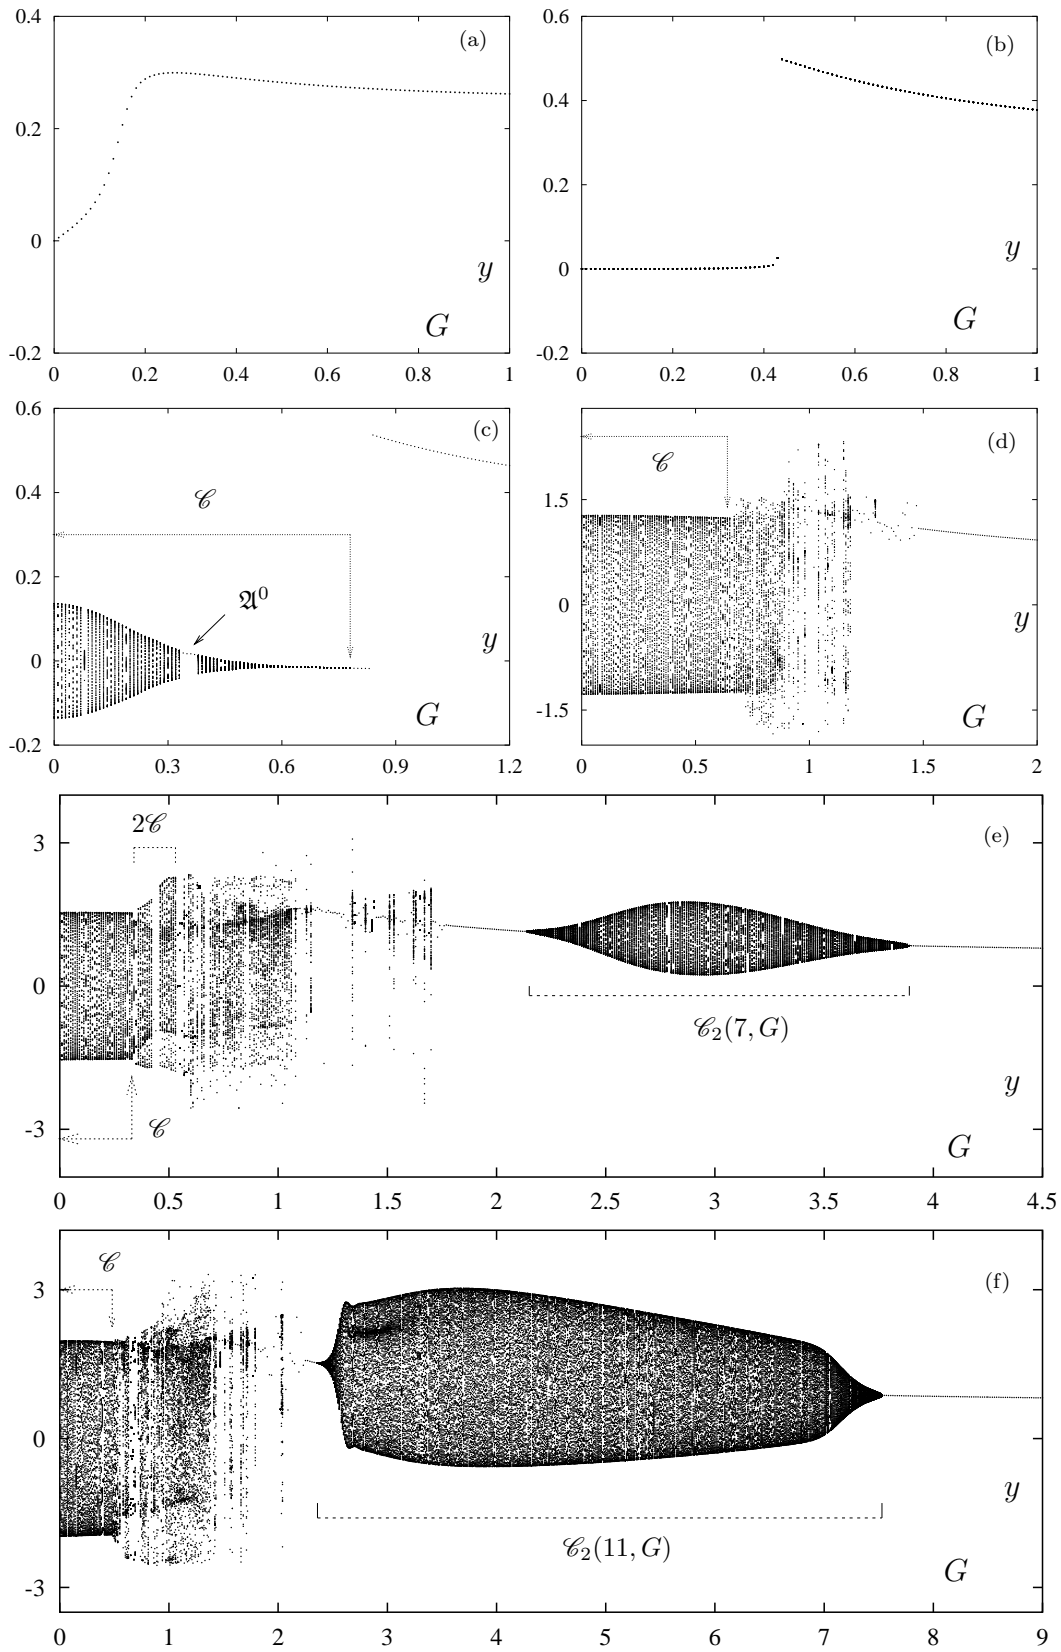 0.4
(a)
0.2
0
y
G
-0.2
0 0.2 0.4 0.6 0.8 1
0.6
(b)
0.4
0.2
y
0
G
-0.2
0 0.2 0.4 0.6 0.8 1
0.6
(c)
𝒞
0.4
0.2
𝔄⁰
y
0
G
-0.2
0 0.3 0.6 0.9 1.2
(d)
𝒞
1.5
0
y
-1.5
G
0 0.5 1 1.5 2
2𝒞
(e)
3
0
𝒞₂(7, G)
y
𝒞
-3
G
0 0.5 1 1.5 2 2.5 3 3.5 4 4.5
𝒞
(f)
3
0
y
𝒞₂(11, G)
G
-3
0 1 2 3 4 5 6 7 8 9